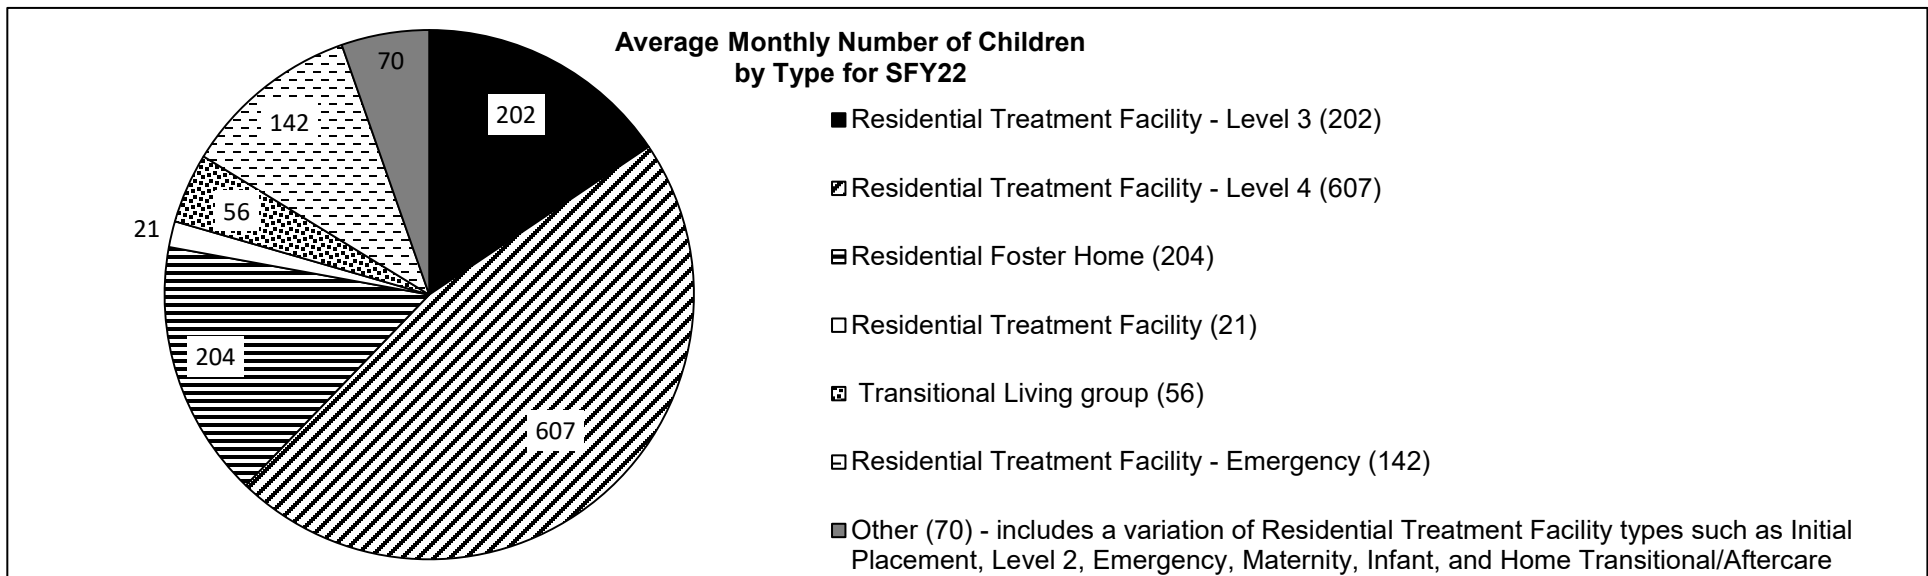 Average Monthly Number of Children
by Type for SFY22
70
202
142
56
21
204
607
Residential Treatment Facility - Level 3 (202)
Residential Treatment Facility - Level 4 (607)
Residential Foster Home (204)
Residential Treatment Facility (21)
Transitional Living group (56)
Residential Treatment Facility - Emergency (142)
Other (70) - includes a variation of Residential Treatment Facility types such as Initial
Placement, Level 2, Emergency, Maternity, Infant, and Home Transitional/Aftercare